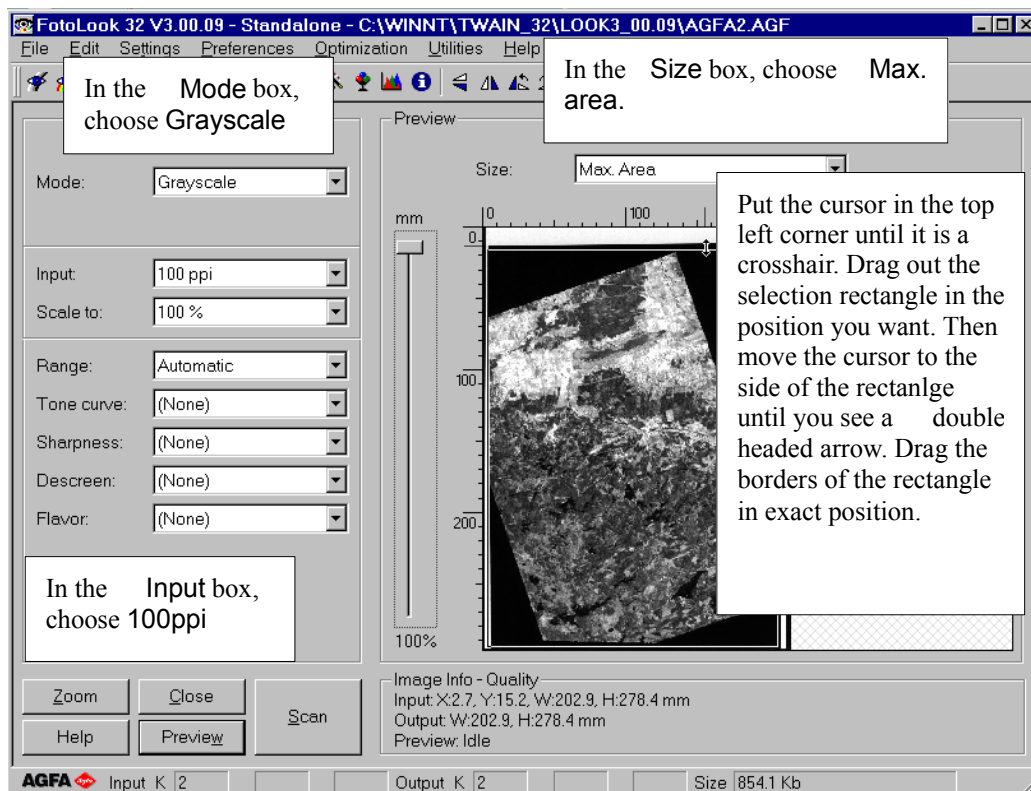 FotoLook 32 V3.00.09 - Standalone - C:\WINNT\TWAIN_32\LOOK3_00.09\AGFA2.AGF
File Edit Settings Preferences Optimization Utilities Help
In the Mode box,
choose Grayscale
In the Size box, choose Max.
area.
Preview
Size: Max. Area
Mode: Grayscale
mm
0 100
0
100
200
100%
Input: 100 ppi
Scale to: 100 %
Range: Automatic
Tone curve: (None)
Sharpness: (None)
Descreen: (None)
Flavor: (None)
Put the cursor in the top
left corner until it is a
crosshair. Drag out the
selection rectangle in the
position you want. Then
move the cursor to the
side of the rectanlge
until you see a double
headed arrow. Drag the
borders of the rectangle
in exact position.
In the Input box,
choose 100ppi
Zoom Close
Scan
Help Preview
Image Info - Quality
Input: X:2.7, Y:15.2, W:202.9, H:278.4 mm
Output: W:202.9, H:278.4 mm
Preview: Idle
AGFA Agfa Input K 2 Output K 2 Size 854.1 Kb